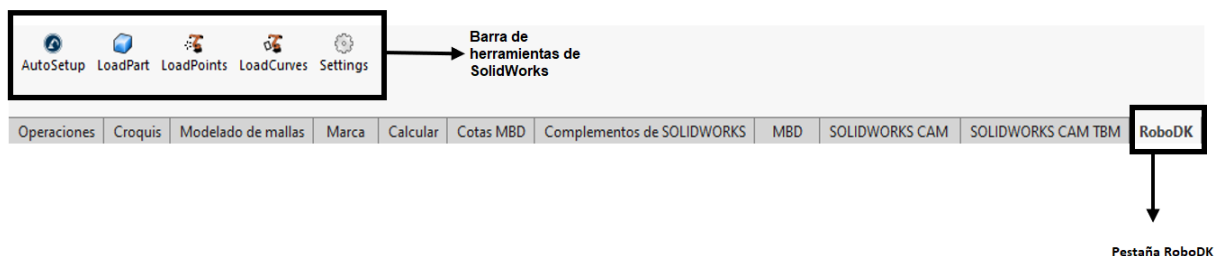 AutoSetup LoadPart LoadPoints LoadCurves Settings
Barra de
herramientas de
SolidWorks
Operaciones Croquis Modelado de mallas Marca Calcular Cotas MBD Complementos de SOLIDWORKS MBD SOLIDWORKS CAM SOLIDWORKS CAM TBM RoboDK
Pestaña RoboDK